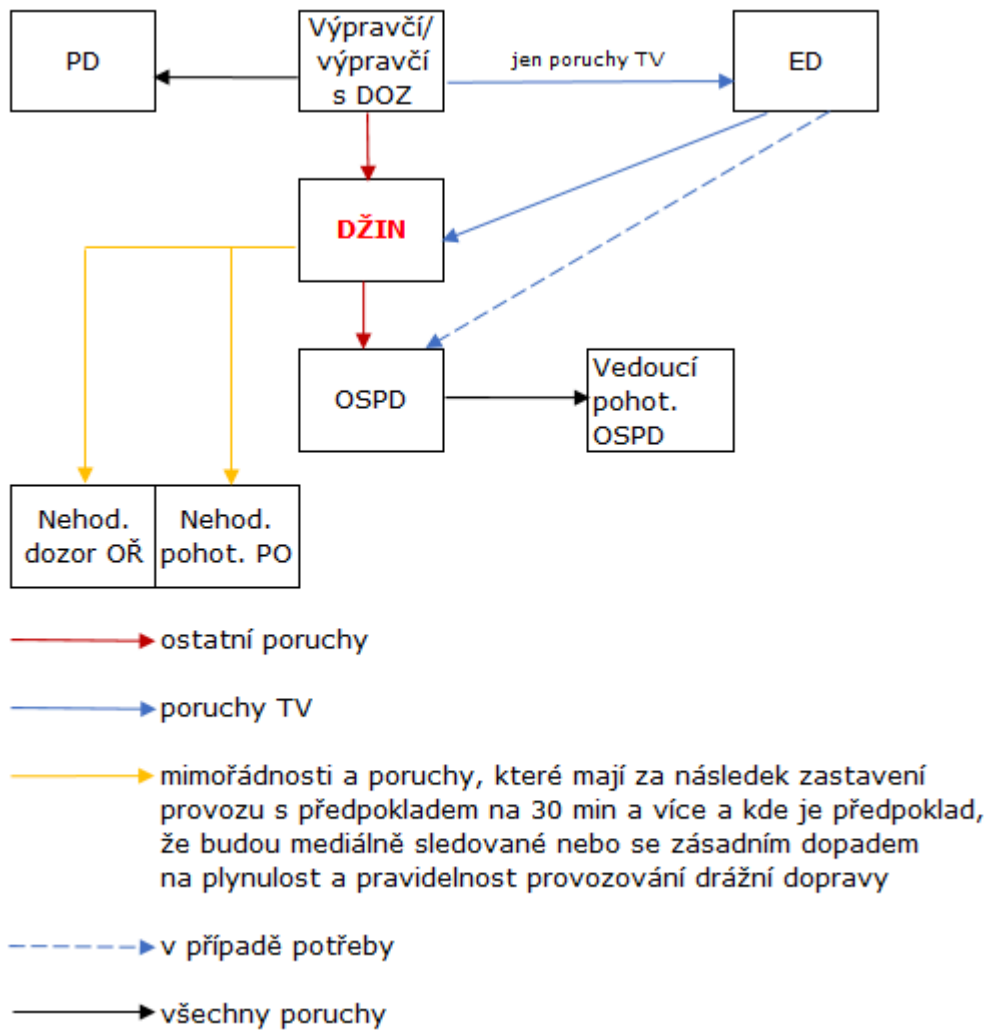 PD
Výpravčí/
výpravčí
s DOZ
jen poruchy TV
ED
DŽIN
OSPD
Vedoucí
pohot.
OSPD
Nehod.
dozor OŘ
Nehod.
pohot. PO
ostatní poruchy
poruchy TV
mimořádnosti a poruchy, které mají za následek zastavení
provozu s předpokladem na 30 min a více a kde je předpoklad,
že budou mediálně sledované nebo se zásadním dopadem
na plynulost a pravidelnost provozování drážní dopravy
v případě potřeby
všechny poruchy